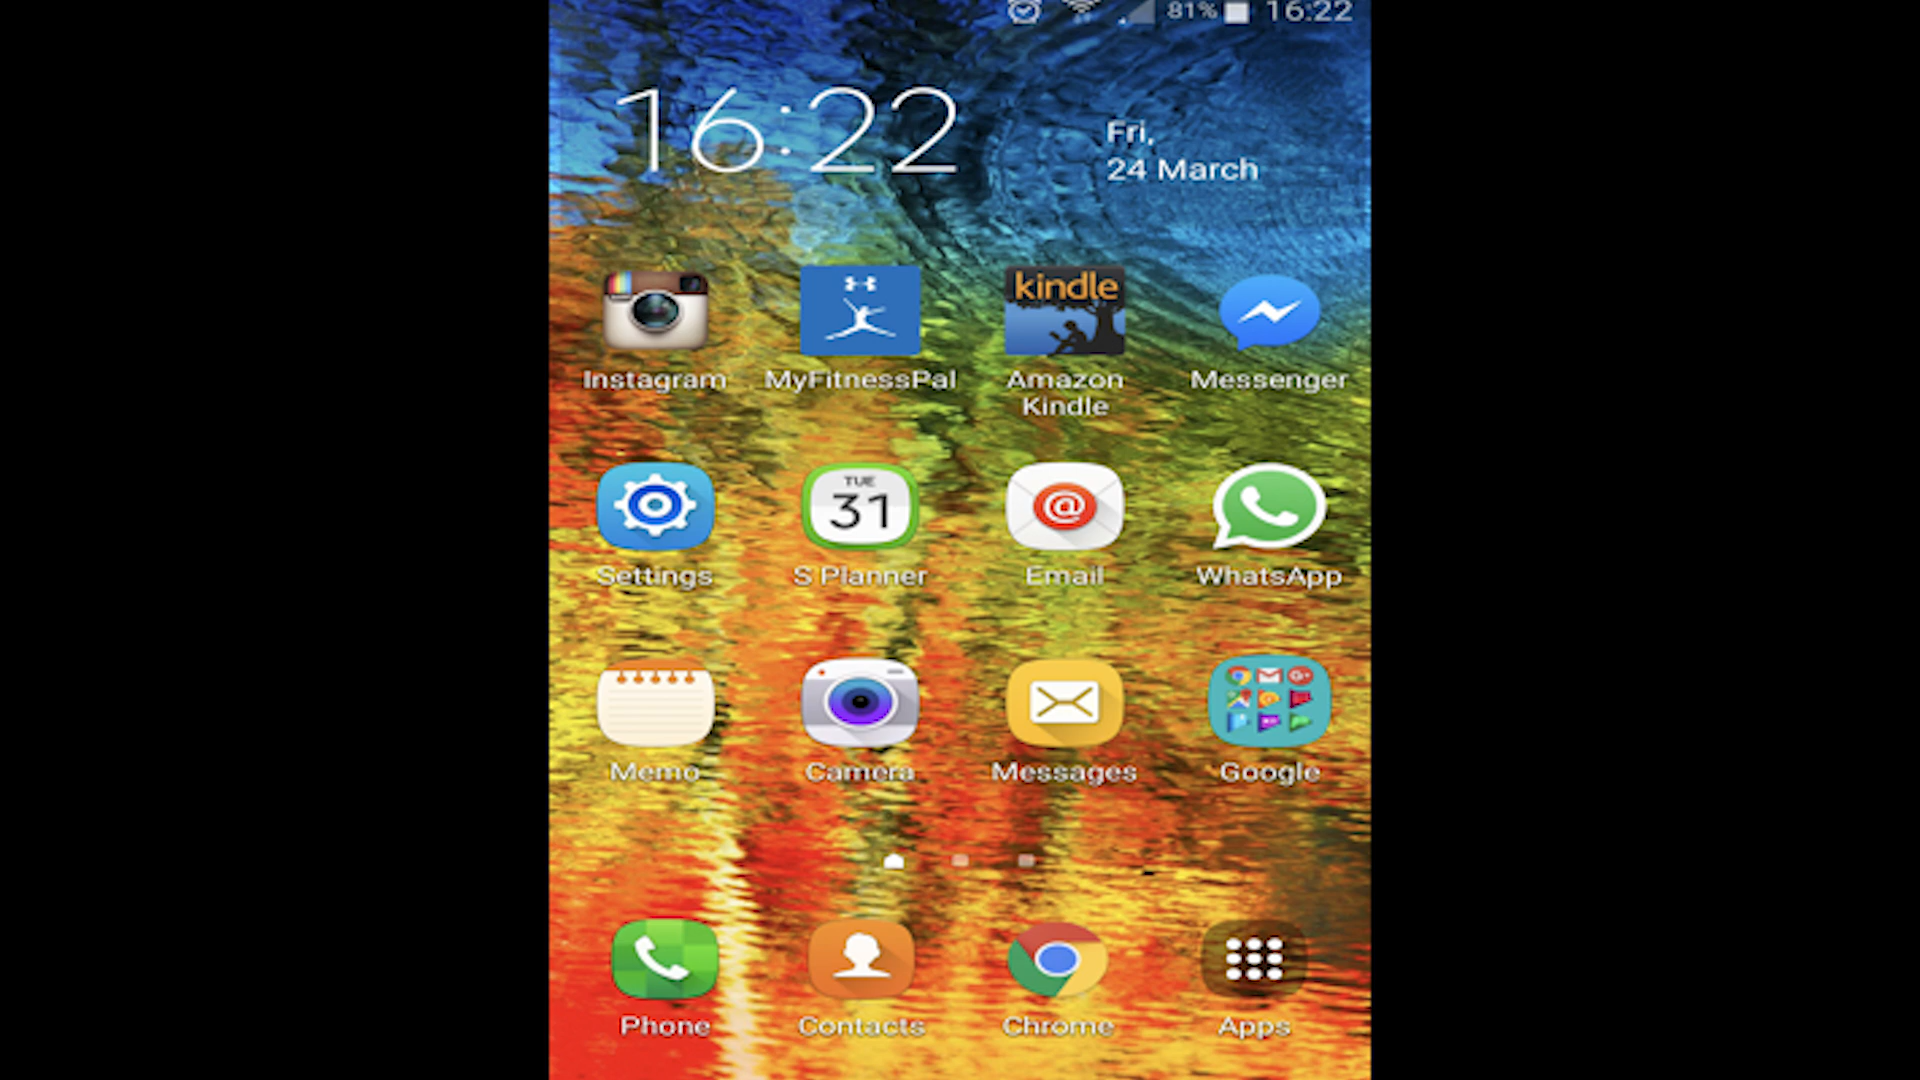 81% 16:22
16:22
Fri,
24 March
kindle
Instagram MyFitnessPal Amazon Kindle Messenger
TUE
31
@
Settings S Planner Email WhatsApp
G+
Memo Camera Messages Google
Phone Contacts Chrome Apps